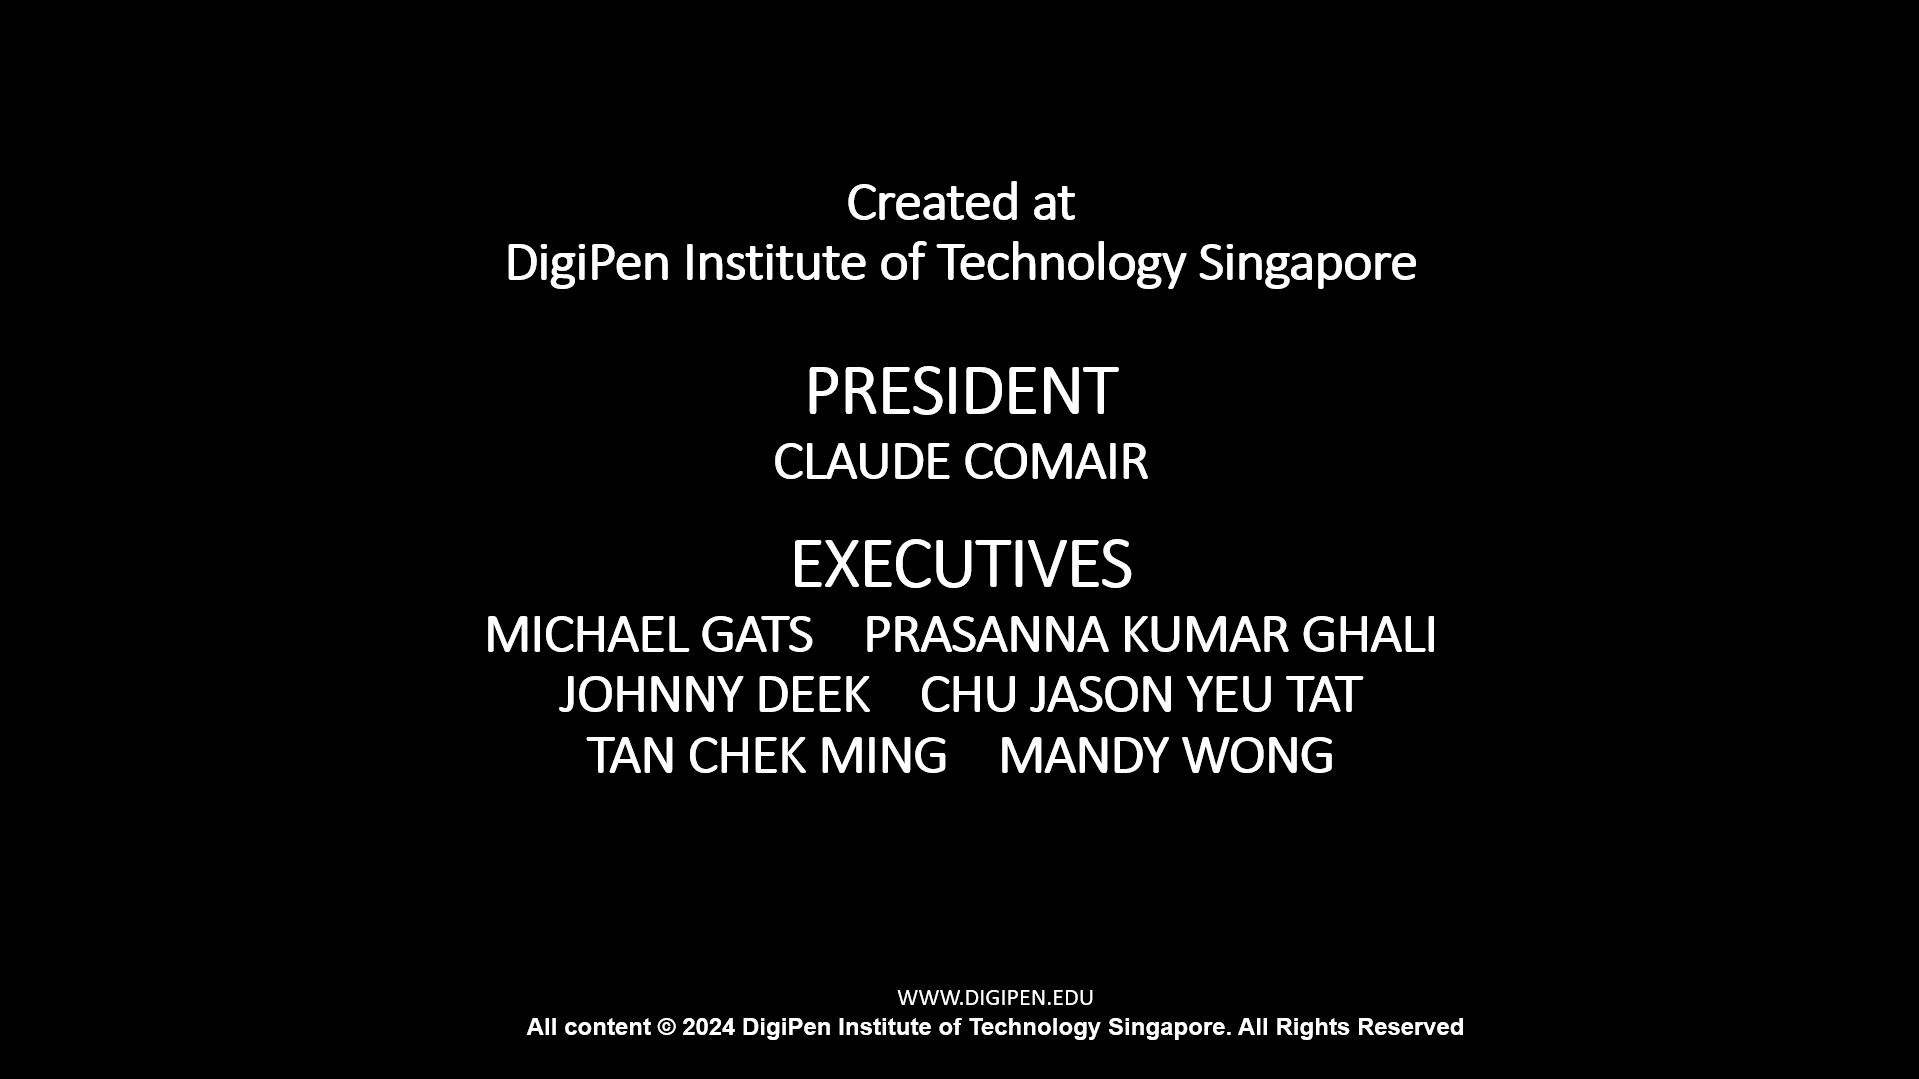 Created at
DigiPen Institute of Technology Singapore
PRESIDENT
CLAUDE COMAIR
EXECUTIVES
MICHAEL GATS PRASANNA KUMAR GHALI
JOHNNY DEEK CHU JASON YEU TAT
TAN CHEK MING MANDY WONG
WWW.DIGIPEN.EDU
All content © 2024 DigiPen Institute of Technology Singapore. All Rights Reserved